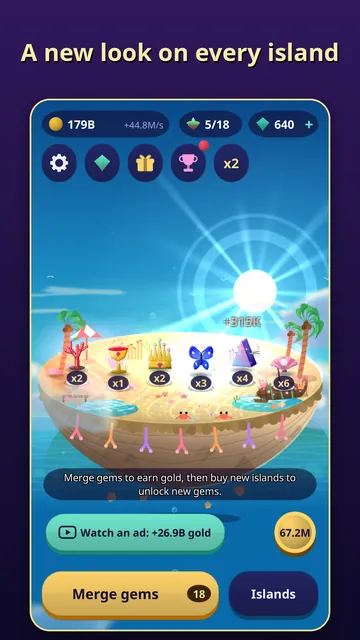 A new look on every island
179B
+44.8M/s
5/18
640 +
x2
+315K
x2
x1
x2
x3
x4
x6
Merge gems to earn gold, then buy new islands to
unlock new gems.
Watch an ad: +26.9B gold
67.2M
Merge gems 18
Islands